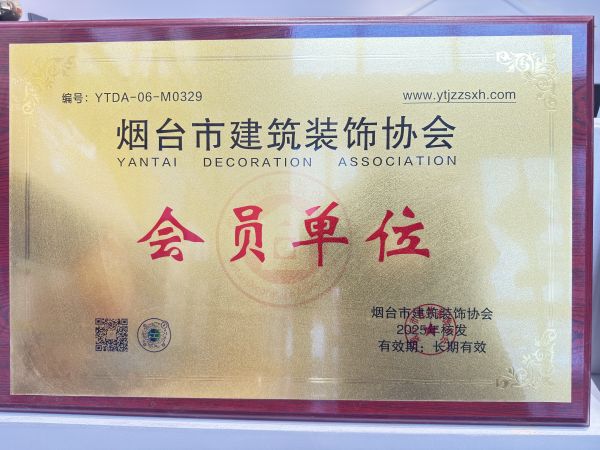 编号：YTDA-06-M0329
www.ytjzzsxh.com
烟台市建筑装饰协会
YANTAI DECORATION ASSOCIATION
会员单位
烟台市建筑装饰协会
2025年核发
有效期：长期有效